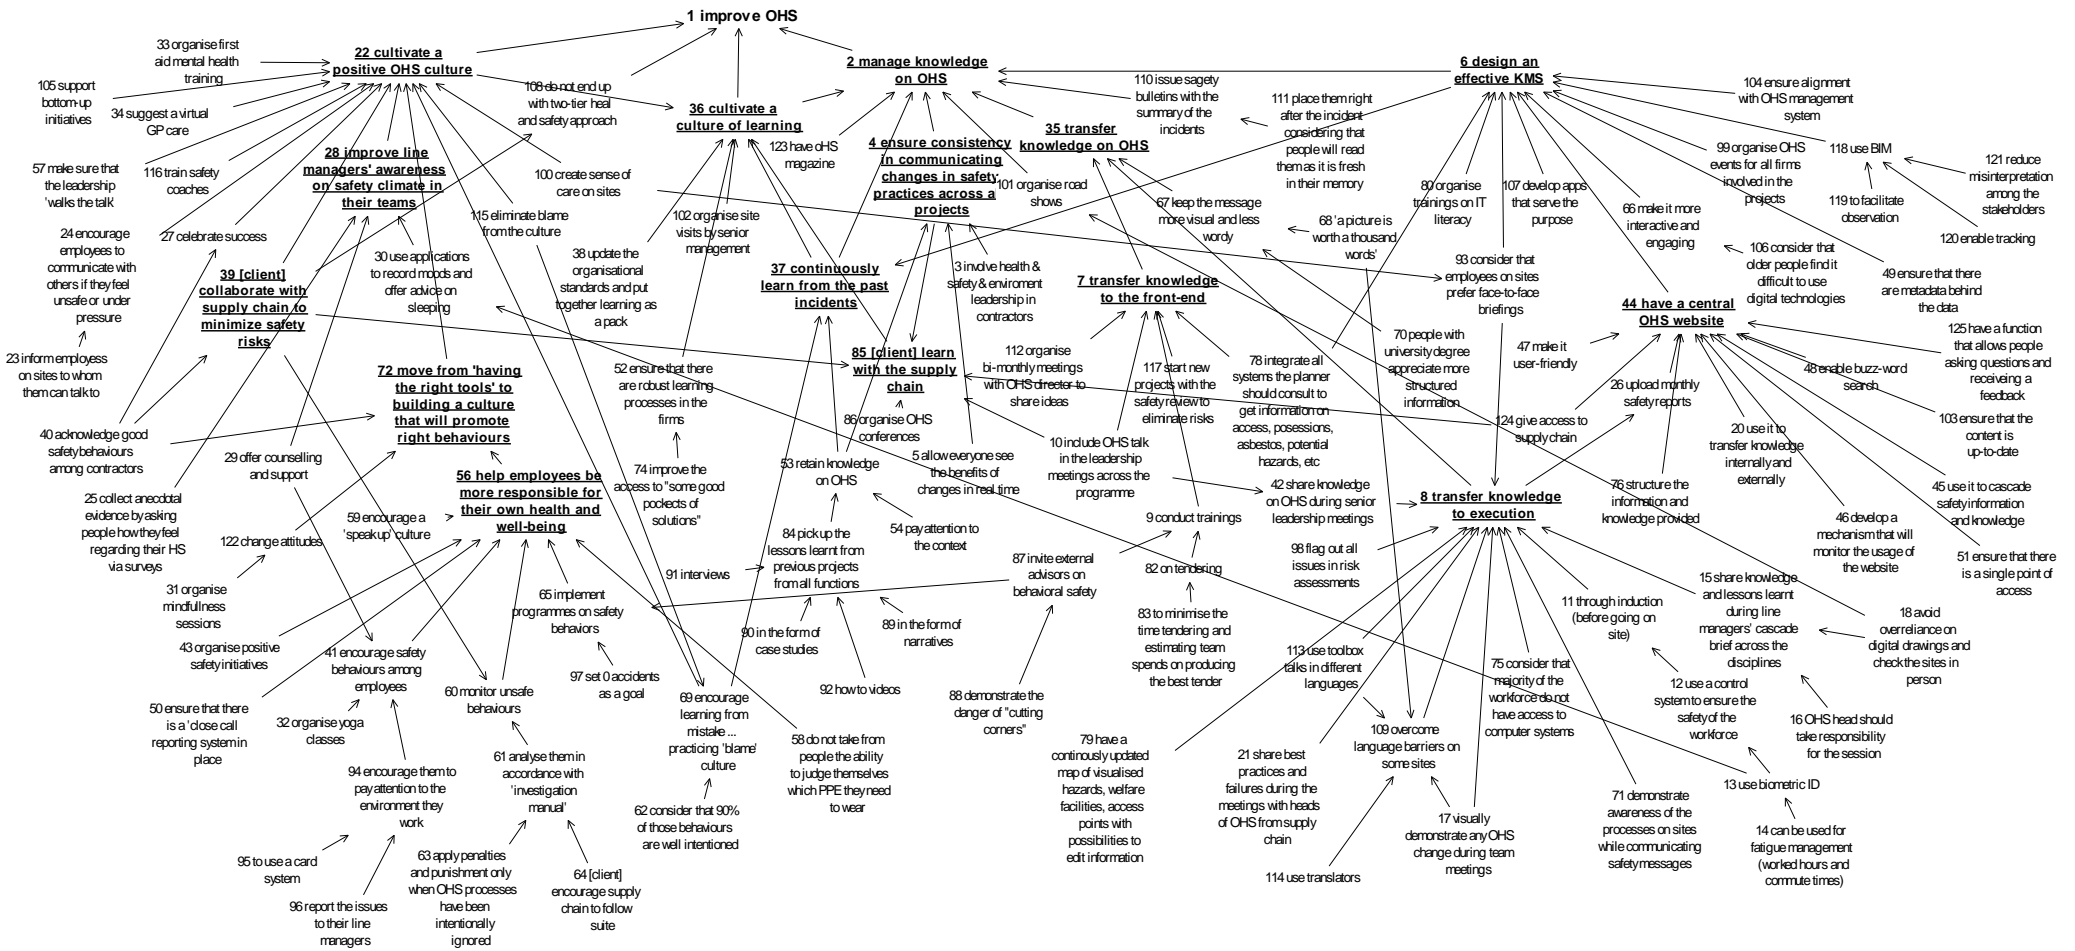 1 improve OHS
33 organise first
aid mental health
training
22 cultivate a
positive OHS culture
2 manage knowledge
on OHS
6 design an
effective KMS
105 support
bottom-up
initiatives
34 suggest a virtual
GP care
108 do not end up
with two-tier heal
and safety approach
36 cultivate a
culture of learning
110 issue sagety
bulletins with the
summary of the
incidents
111 place them right
after the incident
considering that
people will read
them as it is fresh
in their memory
104 ensure alignment
with OHS management
system
57 make sure that
the leadership
'walks the talk'
116 train safety
coaches
28 improve line
managers' awareness
on safety climate in
their teams
100 create sense of
care on sites
123 have oHS
magazine
4 ensure consistency
in communicating
changes in safety
practices across a
projects
35 transfer
knowledge on OHS
101 organise road
shows
80 organise
trainings on IT
literacy
107 develop apps
that serve the
purpose
99 organise OHS
events for all firms
involved in the
projects
118 use BIM
121 reduce
misinterpretation
among the
stakeholders
119 to facilitate
observation
120 enable tracking
24 encourage
employees to
communicate with
others if they feel
unsafe or under
pressure
27 celebrate success
115 eliminate blame
from the culture
102 organise site
visits by senior
management
67 keep the message
more visual and less
wordy
68 'a picture is
worth a thousand
words'
66 make it more
interactive and
engaging
106 consider that
older people find it
difficult to use
digital technologies
49 ensure that there
are metadata behind
the data
39 [client]
collaborate with
supply chain to
minimize safety
risks
30 use applications
to record moods and
offer advice on
sleeping
38 update the
organisational
standards and put
together learning as
a pack
37 continuously
learn from the past
incidents
3 involve health &
safety & enviroment
leadership in
contractors
7 transfer knowledge
to the front-end
93 consider that
employees on sites
prefer face-to-face
briefings
44 have a central
OHS website
23 inform employess
on sites to whom
them can talk to
72 move from 'having
the right tools' to
building a culture
that will promote
right behaviours
52 ensure that there
are robust learning
processes in the
firms
85 [client] learn
with the supply
chain
86 organise OHS
conferences
112 organise
bi-monthly meetings
with OHS director to
share ideas
117 start new
projects with the
safety review to
eliminate risks
78 integrate all
systems the planner
should consult to
get information on
access, posessions,
asbestos, potential
hazards, etc
70 people with
university degree
appreciate more
structured
information
47 make it
user-friendly
26 upload monthly
safety reports
48 enable buzz-word
search
125 have a function
that allows people
asking questions and
receiveing a
feedback
124 give access to
supply chain
20 use it to
transfer knowledge
internally and
externally
103 ensure that the
content is
up-to-date
40 acknowledge good
safety behaviours
among contractors
29 offer counselling
and support
56 help employees be
more responsible for
their own health and
well-being
74 improve the
access to "some good
pockects of
solutions"
53 retain knowledge
on OHS
5 allow everyone see
the benefits of
changes in real time
10 include OHS talk
in the leadership
meetings across the
programme
42 share knowledge
on OHS during senior
leadership meetings
8 transfer knowledge
to execution
76 structure the
information and
knowledge provided
45 use it to cascade
safety information
and knowledge
25 collect anecdotal
evidence by asking
people how they feel
regarding their HS
via surveys
122 change attitudes
59 encourage a
'speak up' culture
84 pick up the
lessons learnt from
previous projects
from all functions
54 pay attention to
the context
9 conduct trainings
46 develop a
mechanism that will
monitor the usage of
the website
51 ensure that there
is a single point of
access
31 organise
mindfullness
sessions
65 implement
programmes on safety
behaviors
91 interviews
87 invite external
advisors on
behavioral safety
82 on tendering
98 flag out all
issues in risk
assessments
11 through induction
(before going on
site)
15 share knowledge
and lessons learnt
during line
managers' cascade
brief across the
disciplines
18 avoid
overreliance on
digital drawings and
check the sites in
person
43 organise positive
safety initiatives
41 encourage safety
behaviours among
employees
90 in the form of
case studies
89 in the form of
narratives
83 to minimise the
time tendering and
estimating team
spends on producing
the best tender
113 use toolbox
talks in different
languages
75 consider that
majority of the
workforce do not
have access to
computer systems
12 use a control
system to ensure the
safety of the
workforce
16 OHS head should
take responsibility
for the session
50 ensure that there
is a 'close call
reporting system in
place
32 organise yoga
classes
60 monitor unsafe
behaviours
97 set 0 accidents
as a goal
69 encourage
learning from
mistake ...
practicing 'blame'
culture
92 how to videos
88 demonstrate the
danger of "cutting
corners"
109 overcome
language barriers on
some sites
94 encourage them to
pay attention to the
environment they
work
61 analyse them in
accordance with
'investigation
manual'
58 do not take from
people the ability
to judge themselves
which PPE they need
to wear
79 have a
continously updated
map of visualised
hazards, welfare
facilities, access
points with
possibilities to
edit information
21 share best
practices and
failures during the
meetings with heads
of OHS from supply
chain
13 use biometric ID
71 demonstrate
awareness of the
processes on sites
while communicating
safety messages
14 can be used for
fatigue management
(worked hours and
commute times)
62 consider that 90%
of those behaviours
are well intentioned
17 visually
demonstrate any OHS
change during team
meetings
95 to use a card
system
63 apply penalties
and punishment only
when OHS processes
have been
intentionally
ignored
64 [client]
encourage supply
chain to follow
suite
114 use translators
96 report the issues
to their line
managers